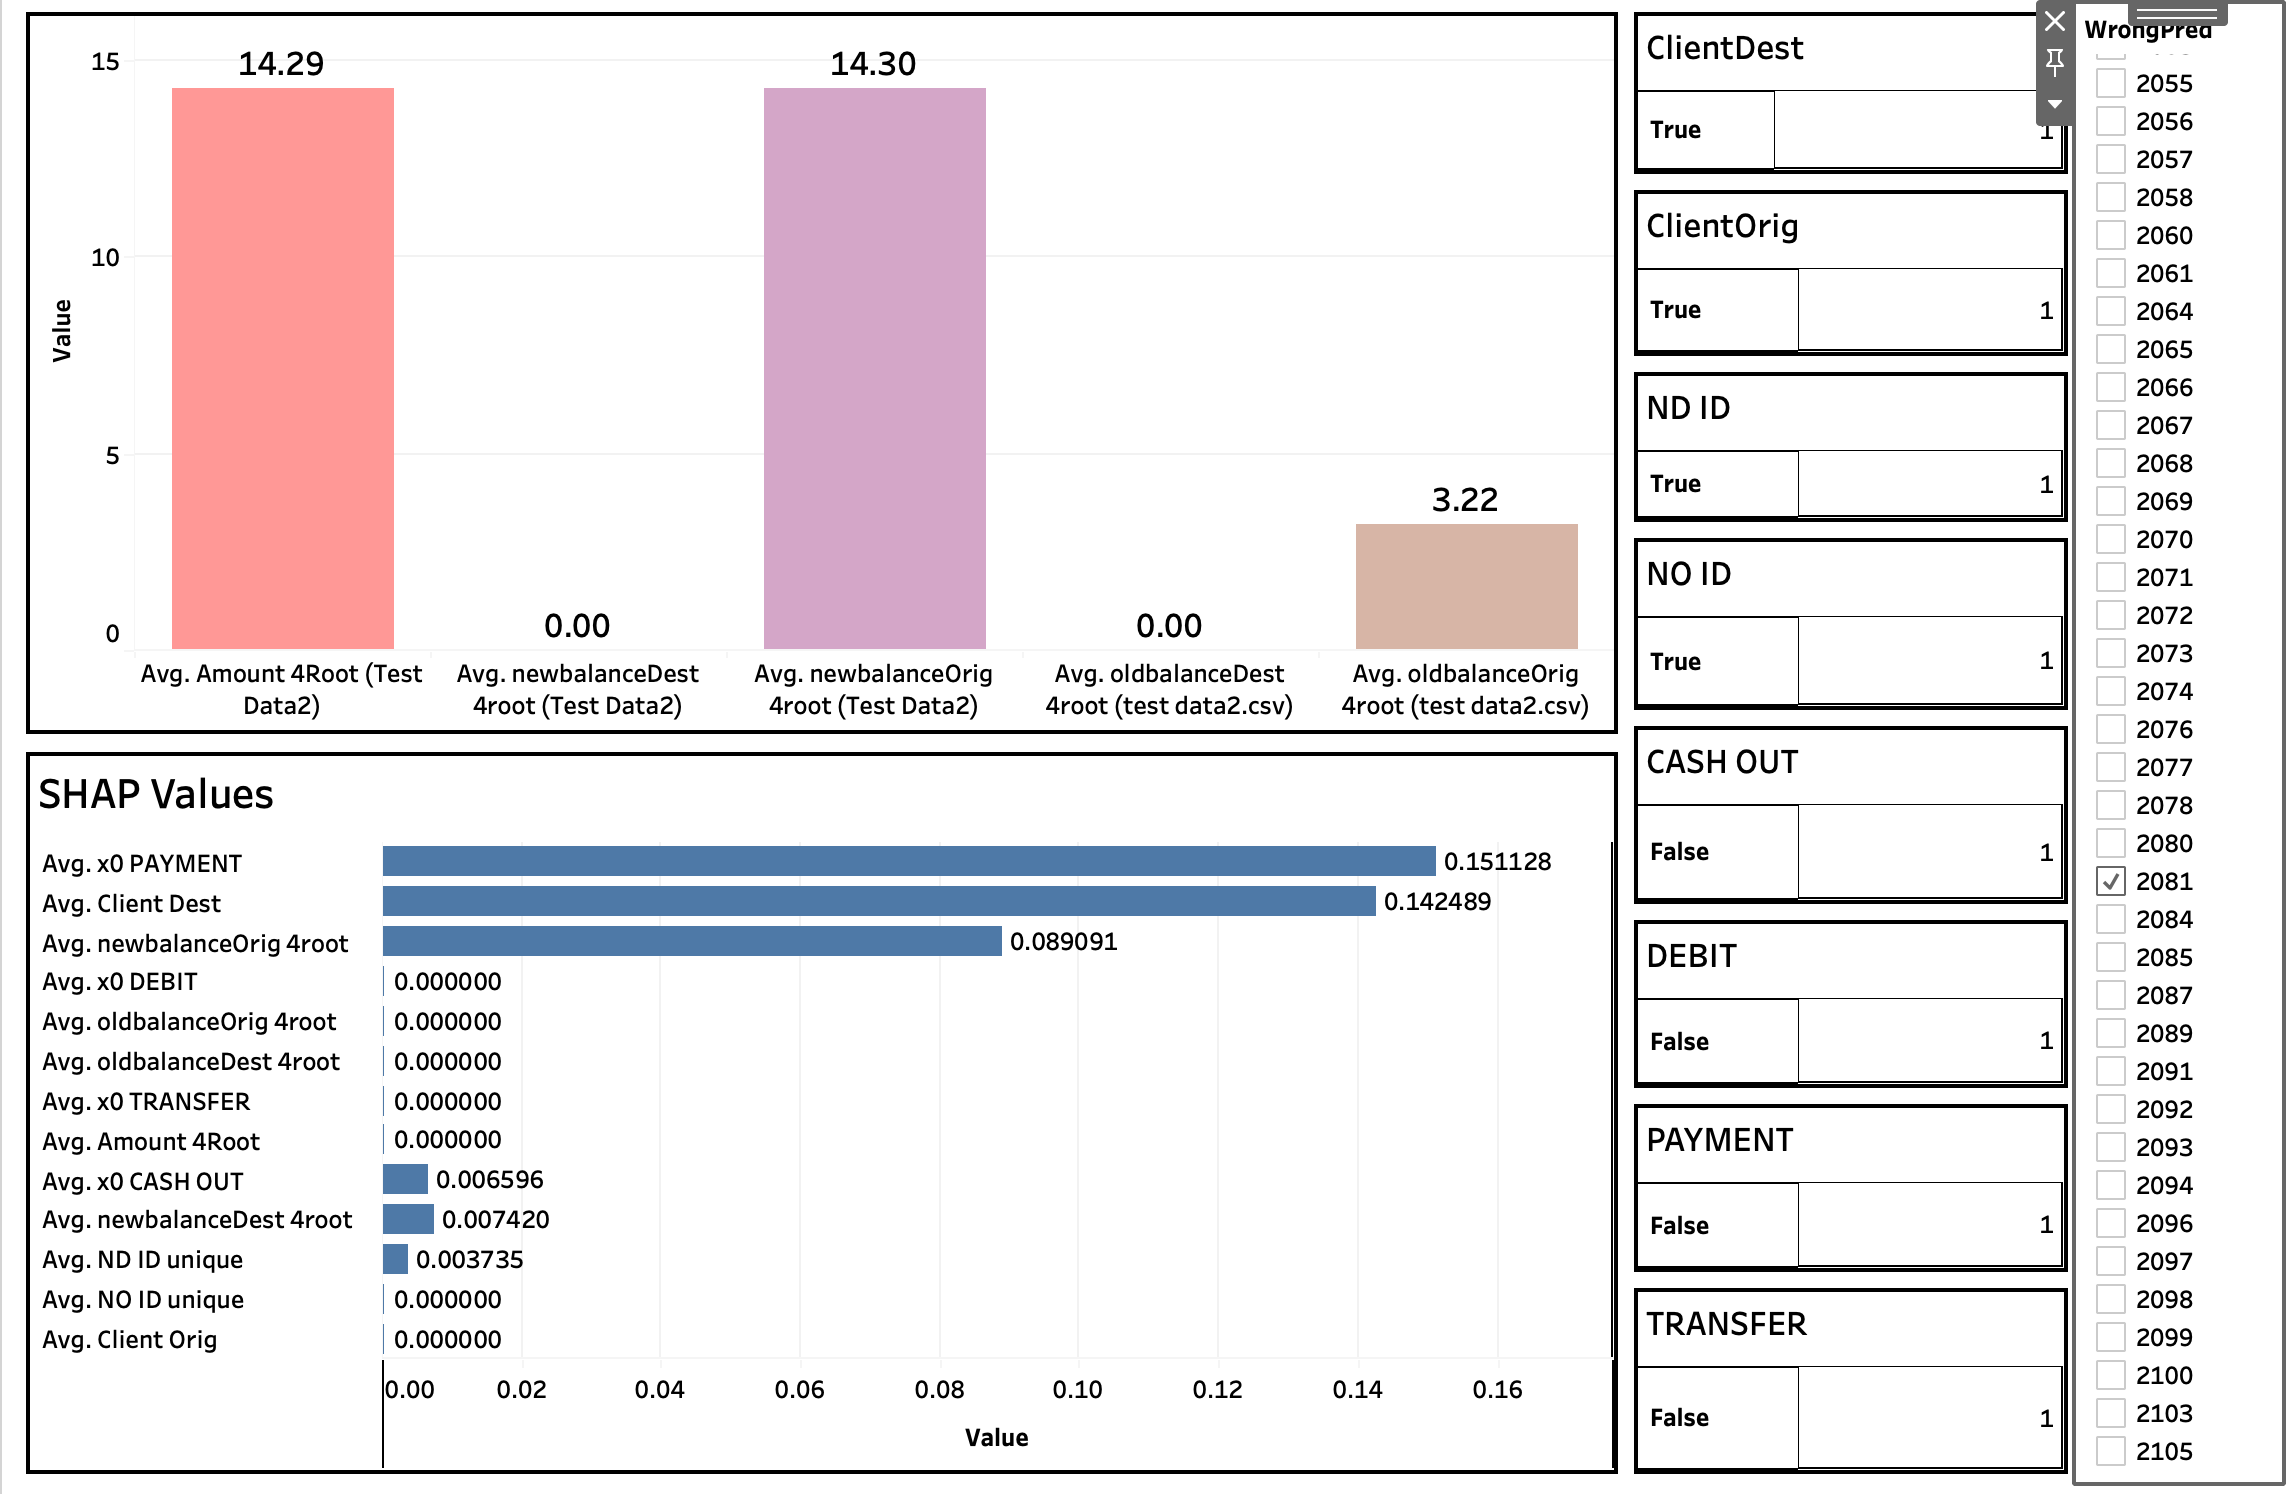 15
10
5
0
Value
14.29
0.00
14.30
0.00
3.22
Avg. Amount 4Root (Test
Data2)
Avg. newbalanceDest
4root (Test Data2)
Avg. newbalanceOrig
4root (Test Data2)
Avg. oldbalanceDest
4root (test data2.csv)
Avg. oldbalanceOrig
4root (test data2.csv)
SHAP Values
Avg. x0 PAYMENT 0.151128
Avg. Client Dest 0.142489
Avg. newbalanceOrig 4root 0.089091
Avg. x0 DEBIT 0.000000
Avg. oldbalanceOrig 4root 0.000000
Avg. oldbalanceDest 4root 0.000000
Avg. x0 TRANSFER 0.000000
Avg. Amount 4Root 0.000000
Avg. x0 CASH OUT 0.006596
Avg. newbalanceDest 4root 0.007420
Avg. ND ID unique 0.003735
Avg. NO ID unique 0.000000
Avg. Client Orig 0.000000
0.00 0.02 0.04 0.06 0.08 0.10 0.12 0.14 0.16
Value
ClientDest
True 1
ClientOrig
True 1
ND ID
True 1
NO ID
True 1
CASH OUT
False 1
DEBIT
False 1
PAYMENT
False 1
TRANSFER
False 1
WrongPred
2055
2056
2057
2058
2060
2061
2064
2065
2066
2067
2068
2069
2070
2071
2072
2073
2074
2076
2077
2078
2080
2081
2084
2085
2087
2089
2091
2092
2093
2094
2096
2097
2098
2099
2100
2103
2105